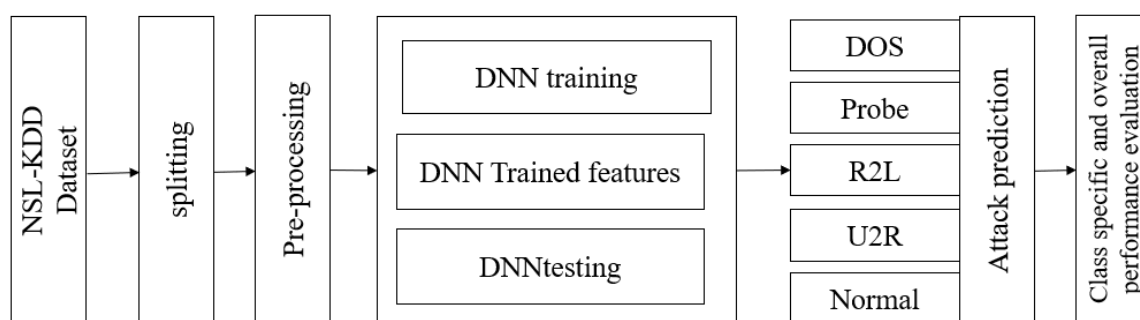 NSL-KDD
Dataset
splitting
Pre-processing
DNN training
DNN Trained features
DNNtesting
DOS
Probe
R2L
U2R
Normal
Attack prediction
Class specific and overall
performance evaluation